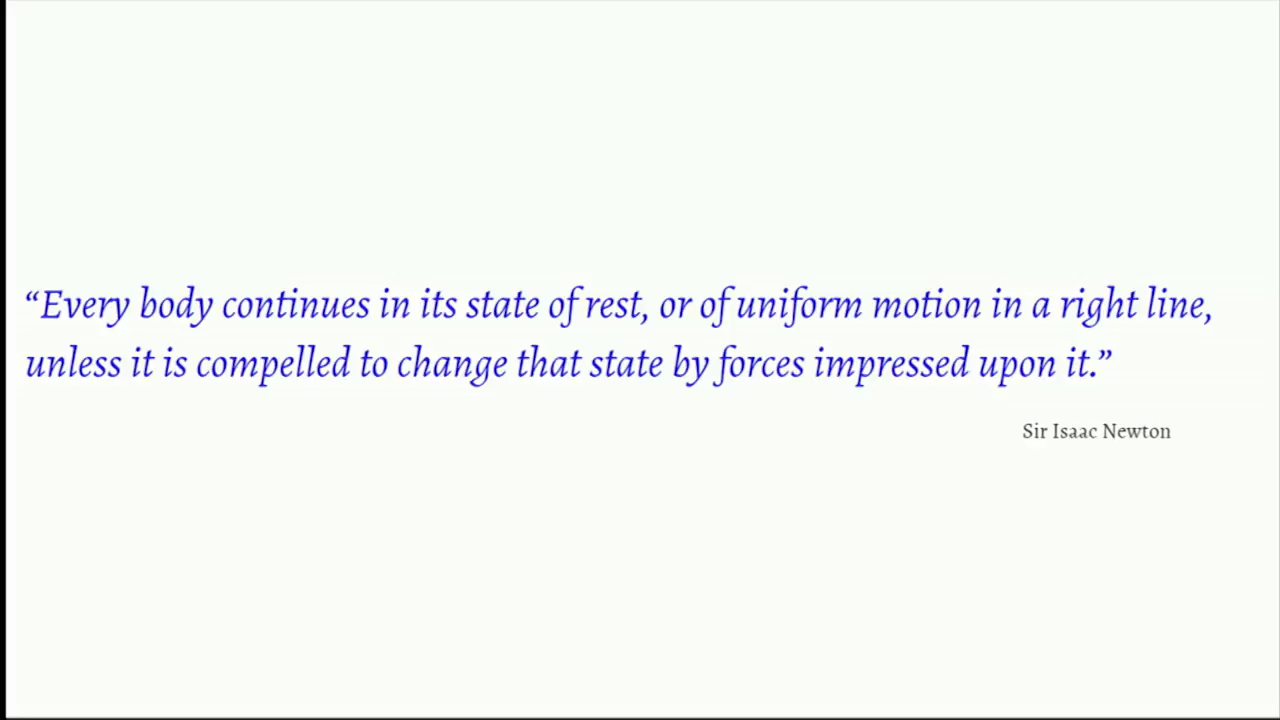 “Every body continues in its state of rest, or of uniform motion in a right line,
unless it is compelled to change that state by forces impressed upon it.”
Sir Isaac Newton